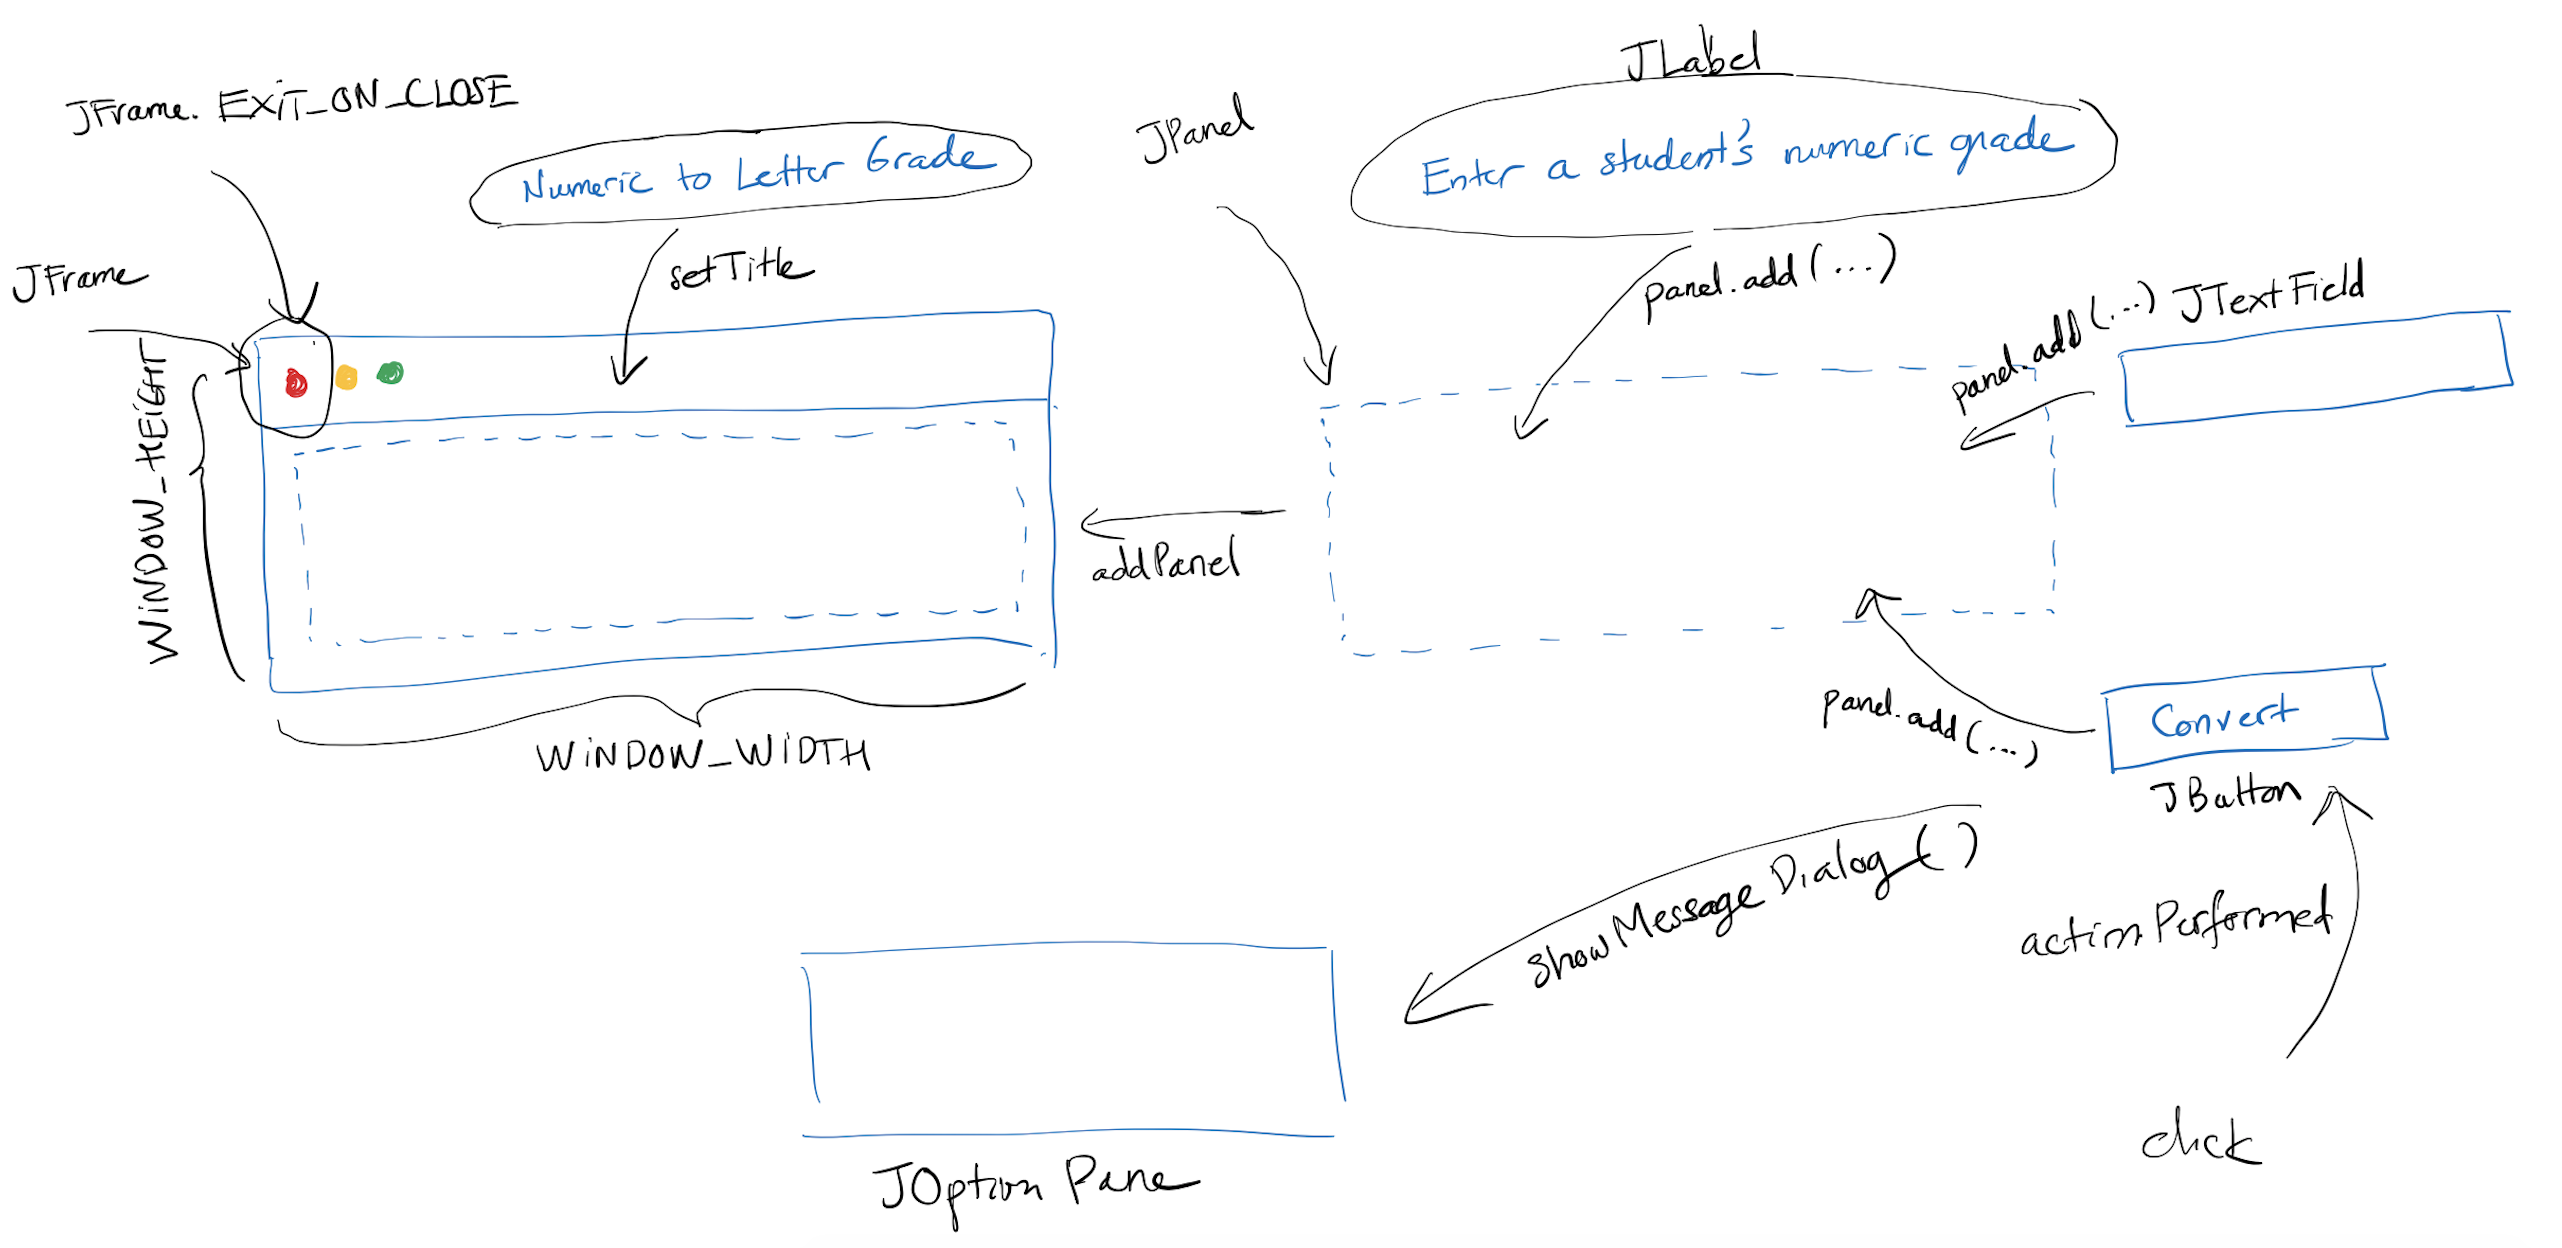 JLabel
JFrame. EXiT_ON_CLOSE
JPanel
Numeric to Letter Grade
Enter a student's numeric grade
setTitle
panel.add(...)
JFrame
panel.add(...)
JTextField
WiNDOW_HEiGHT
addPanel
WiNDOW_WiDTH
panel.add(...)
Convert
JButton
showMessageDialog()
actionPerformed
click
JOption Pane